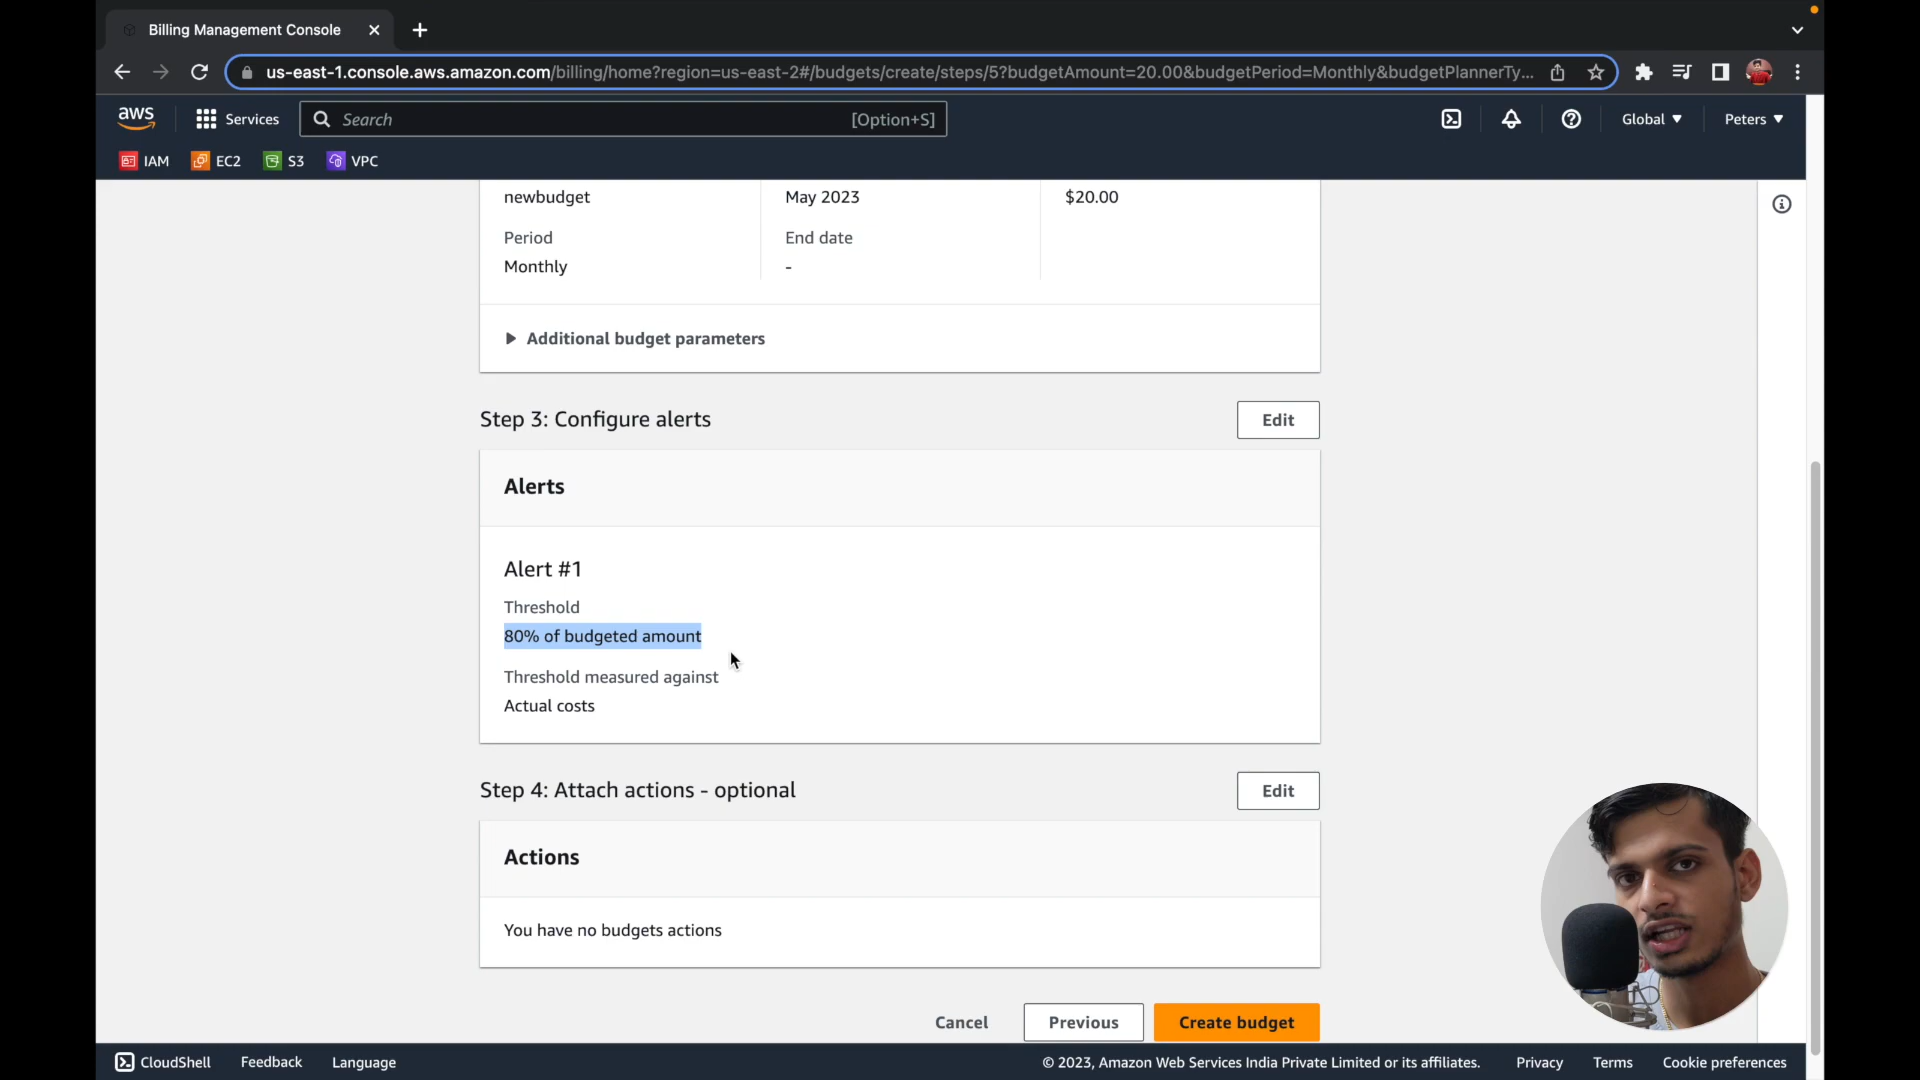 Billing Management Console
us-east-1.console.aws.amazon.com/billing/home?region=us-east-2#/budgets/create/steps/5?budgetAmount=20.00&budgetPeriod=Monthly&budgetPlannerTy...
aws
Services
Search
[Option+S]
Global
Peters
IAM
EC2
S3
VPC
newbudget
May 2023
$20.00
Period
End date
Monthly
-
Additional budget parameters
Step 3: Configure alerts
Edit
Alerts
Alert #1
Threshold
80% of budgeted amount
Threshold measured against
Actual costs
Step 4: Attach actions - optional
Edit
Actions
You have no budgets actions
Cancel
Previous
Create budget
CloudShell
Feedback
Language
© 2023, Amazon Web Services India Private Limited or its affiliates.
Privacy
Terms
Cookie preferences